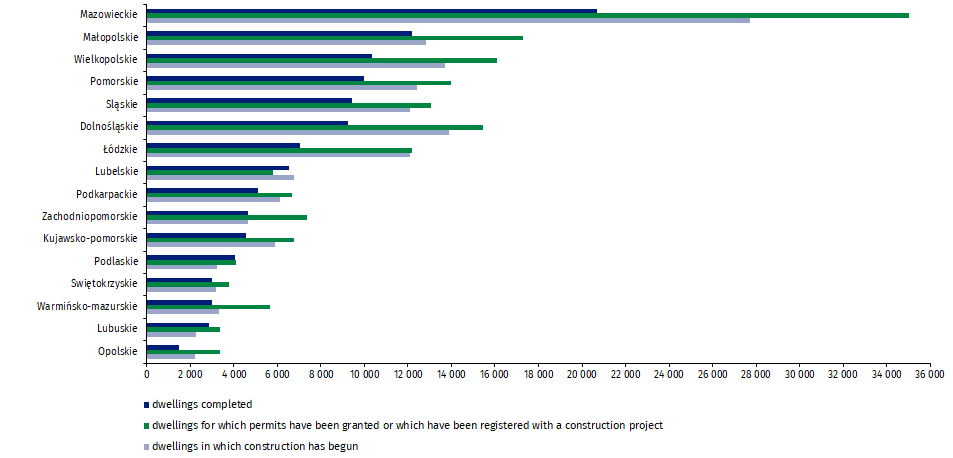 Mazowieckie
Małopolskie
Wielkopolskie
Pomorskie
Śląskie
Dolnośląskie
Łódzkie
Lubelskie
Podkarpackie
Zachodniopomorskie
Kujawsko-pomorskie
Podlaskie
Świętokrzyskie
Warmińsko-mazurskie
Lubuskie
Opolskie
0 2 000 4 000 6 000 8 000 10 000 12 000 14 000 16 000 18 000 20 000 22 000 24 000 26 000 28 000 30 000 32 000 34 000 36 000
dwellings completed
dwellings for which permits have been granted or which have been registered with a construction project
dwellings in which construction has begun